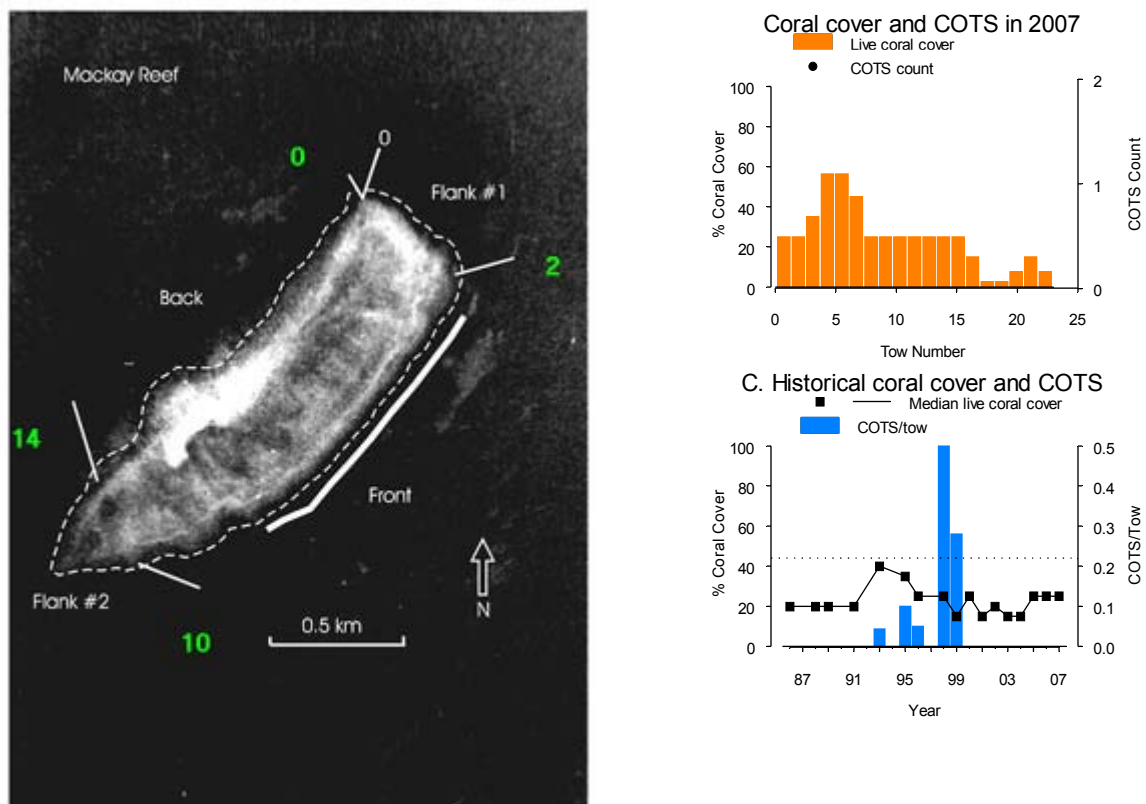 Mackay Reef
0
0
Flank #1
2
Back
14
Front
Flank #2
N
10
0.5 km
Coral cover and COTS in 2007
Live coral cover
COTS count
100
80
60
40
20
0
% Coral Cover
2
1
0
COTS Count
0 5 10 15 20 25
Tow Number
C. Historical coral cover and COTS
Median live coral cover
COTS/tow
100
80
60
40
20
0
% Coral Cover
0.5
0.4
0.3
0.2
0.1
0.0
COTS/Tow
87 91 95 99 03 07
Year